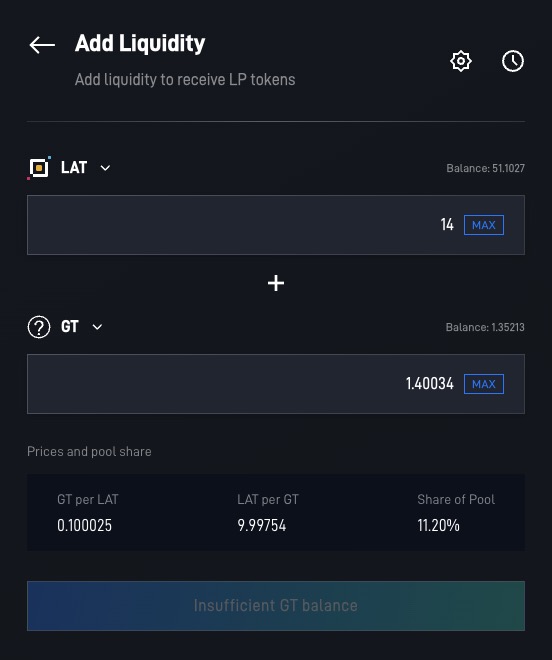 Add Liquidity
Add liquidity to receive LP tokens
LAT
Balance: 51.1027
14 MAX
+
? GT
Balance: 1.35213
1.40034 MAX
Prices and pool share
GT per LAT LAT per GT Share of Pool
0.100025 9.99754 11.20%
Insufficient GT balance